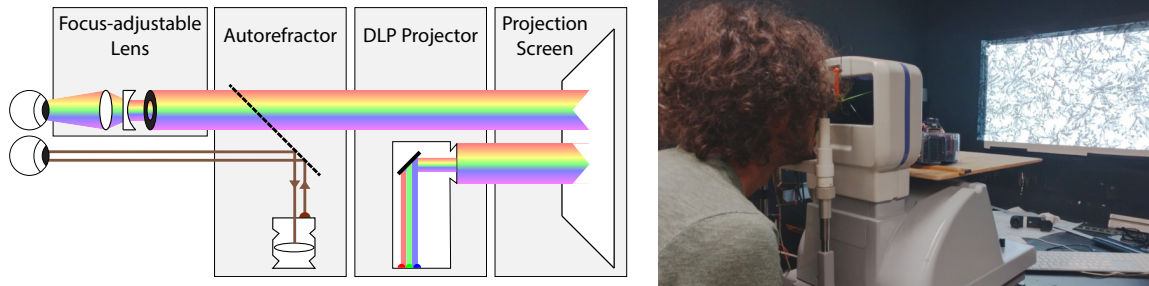 Focus-adjustable
Lens
Autorefractor
DLP Projector
Projection
Screen